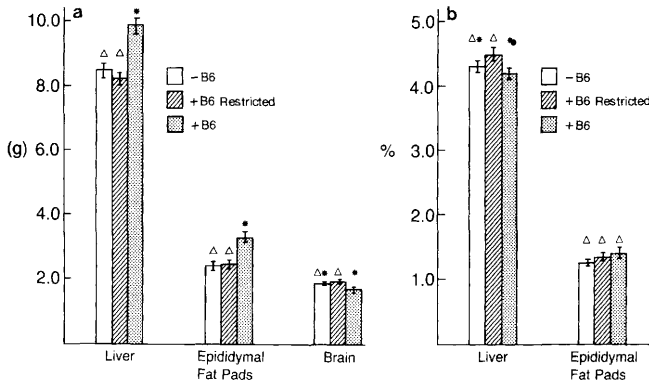 a
10.0
8.0
(g) 6.0
4.0
2.0
–B6
+B6 Restricted
+B6
Liver
Epididymal
Fat Pads
Brain
b
5.0
4.0
3.0
%
2.0
1.0
–B6
+B6 Restricted
+B6
Liver
Epididymal
Fat Pads